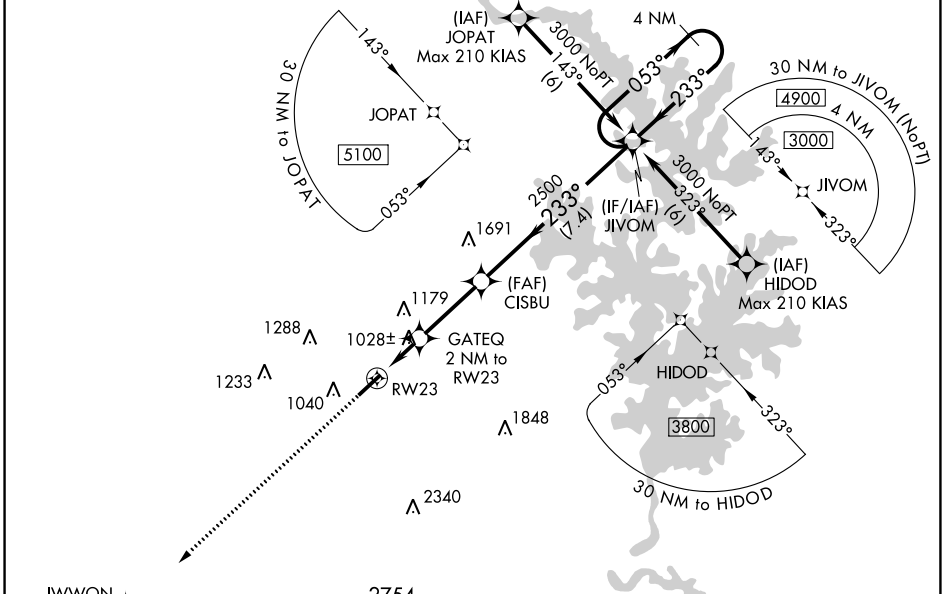 (IAF)
JOPAT
Max 210 KIAS
4 NM
3000 NoPT
143°
(6)
053°
233°
143°
JOPAT
5100
053°
30 NM to JOPAT
30 NM to JIVOM (NoPT)
4900
4 NM
3000
143°
JIVOM
323°
3000 NoPT
323°
(6)
(IF/IAF)
JIVOM
2500
233°
(7.4)
1691
(IAF)
HIDOD
Max 210 KIAS
(FAF)
CISBU
1179
1288
1028±
GATEQ
2 NM to
RW23
1233
RW23
1040
1848
2340
HIDOD
053°
323°
3800
30 NM to HIDOD